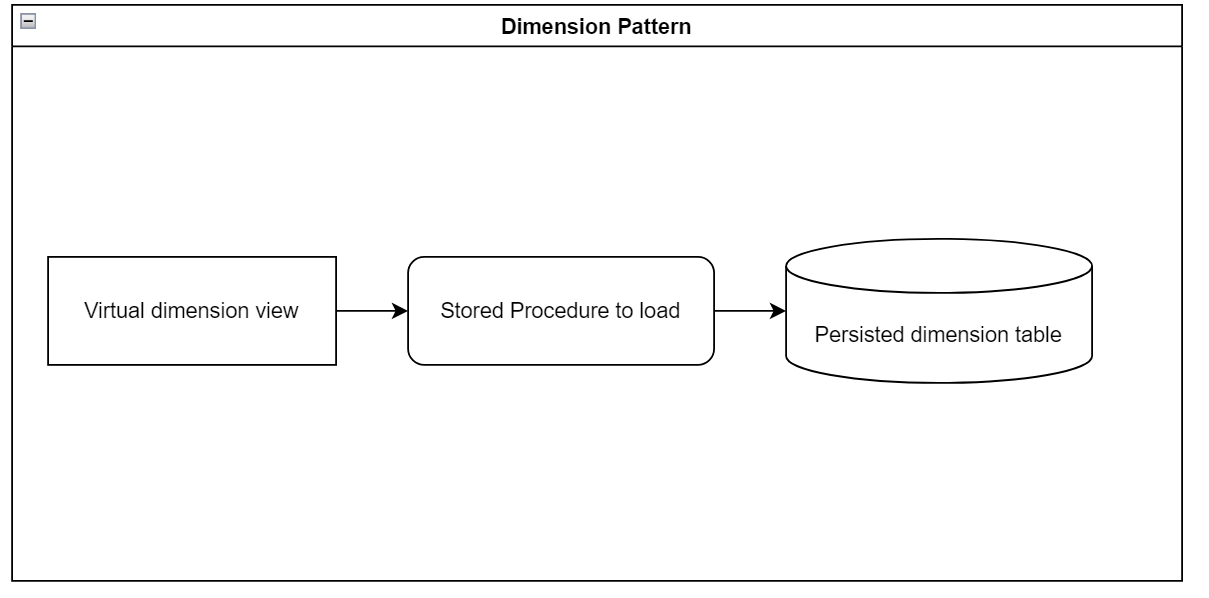 Dimension Pattern
Virtual dimension view
Stored Procedure to load
Persisted dimension table